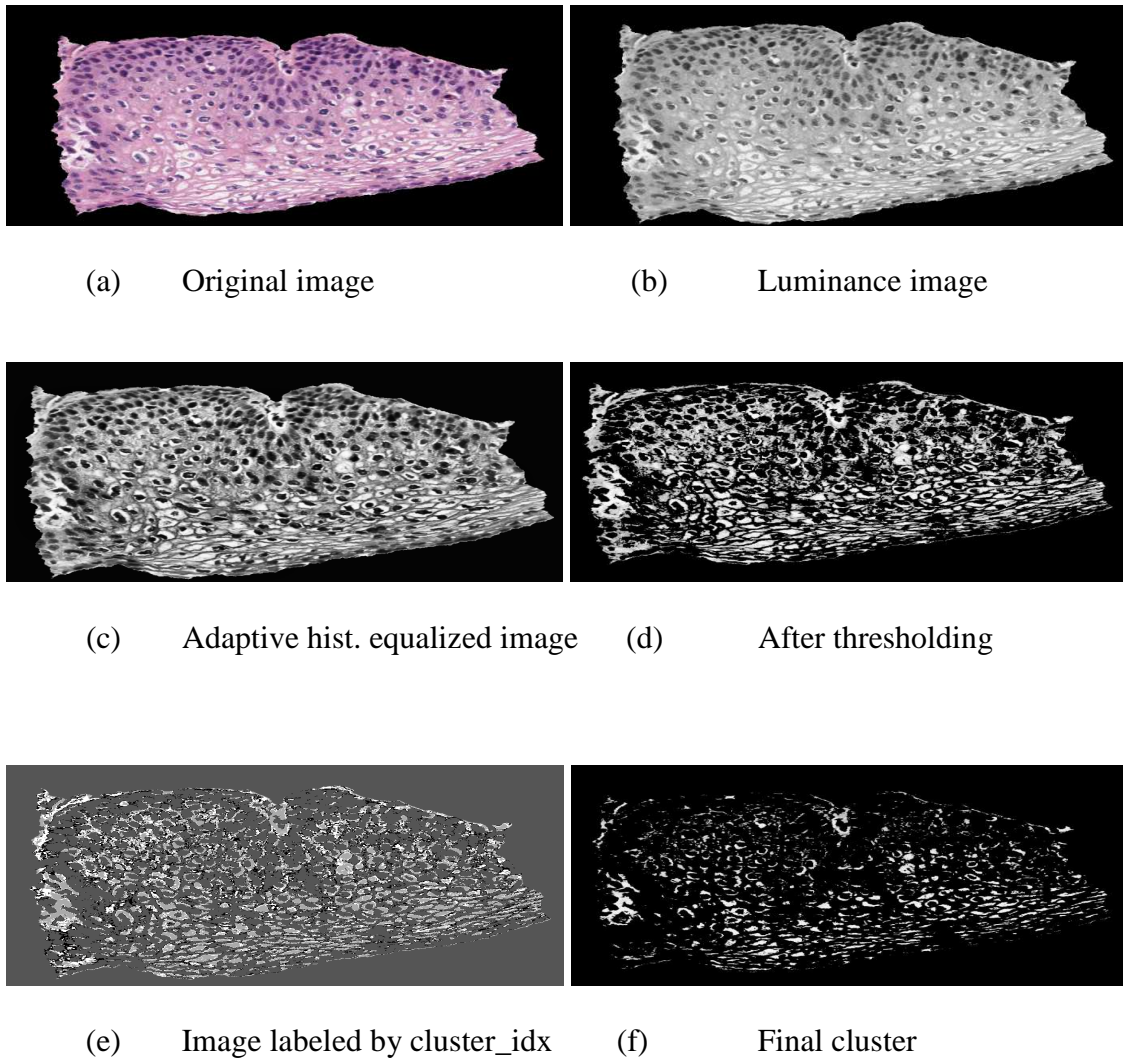 (a) Original image (b) Luminance image
(c) Adaptive hist. equalized image (d) After thresholding
(e) Image labeled by cluster_idx (f) Final cluster